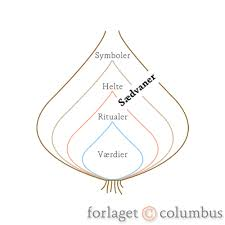 Symboler
Helte
Sædvaner
Ritualer
Værdier
forlaget © columbus